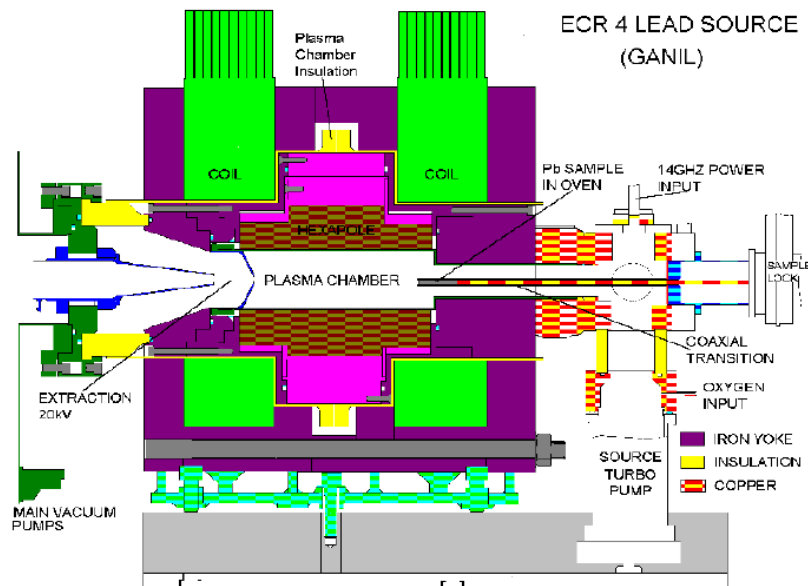 ECR 4 LEAD SOURCE
(GANIL)
Plasma
Chamber
Insulation
COIL
COIL
Pb SAMPLE
IN OVEN
14GHZ POWER
INPUT
HEXAPOLE
PLASMA CHAMBER
SAMPLE
LOCK
COAXIAL
TRANSITION
EXTRACTION
20kV
OXYGEN
INPUT
IRON YOKE
INSULATION
COPPER
SOURCE
TURBO
PUMP
MAIN VACUUM
PUMPS